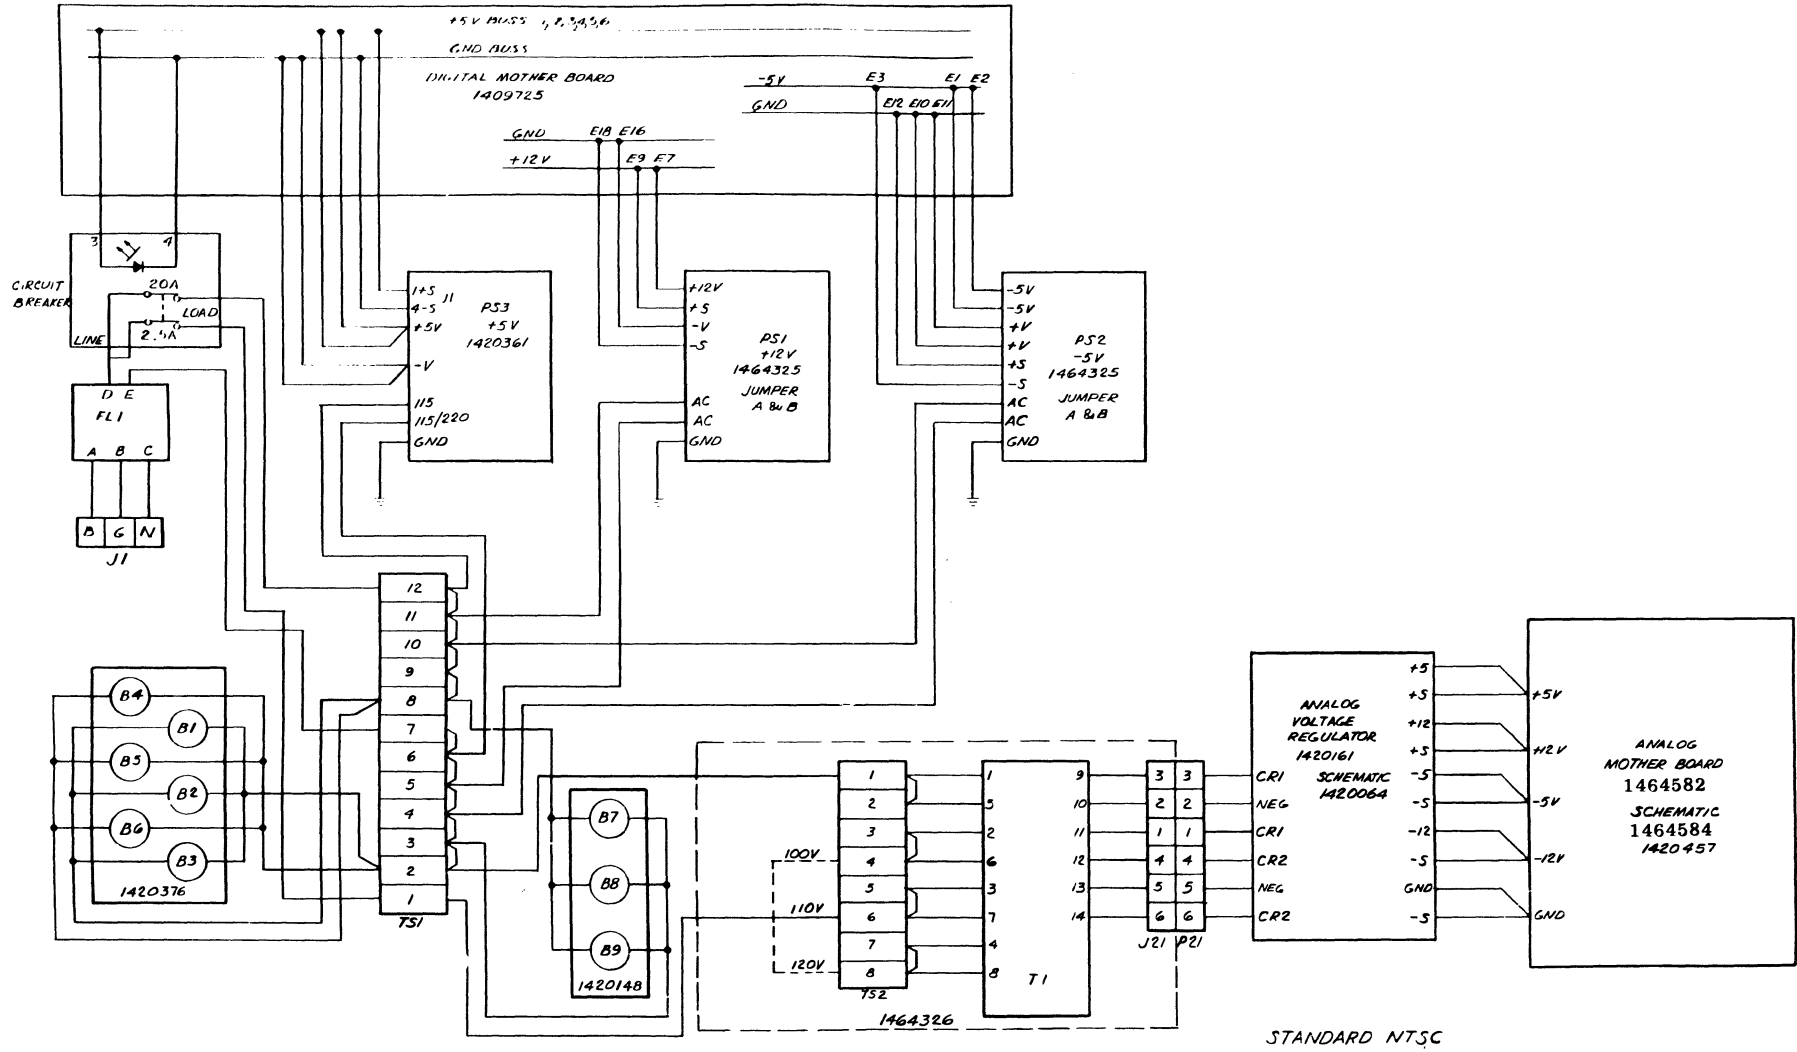 +5V BUSS 1,2,3,4,5,6
GND BUSS
DIGITAL MOTHER BOARD
1409725
-5V E3 E1 E2
GND E12 E10 E11
GND E18 E16
+12V E9 E7
3 4
CIRCUIT
BREAKER
20A
LOAD
2.5A
LINE
D E
FL1
A B C
B G N
J1
1+S J1
4-S
+5V
-V
115
115/220
GND
PS3
+5V
1420361
+12V
+S
-V
-S
AC
AC
GND
PS1
+12V
1464325
JUMPER
A & B
-5V
-5V
+V
+V
+S
-S
AC
AC
GND
PS2
-5V
1464325
JUMPER
A & B
12
11
10
9
8
7
6
5
4
3
2
1
TS1
B4
B1
B5
B2
B6
B3
1420376
B7
B8
B9
1420148
100V
110V
120V
1
2
3
4
5
6
7
8
TS2
1464326
1 9
5 10
2 11
6 12
3 13
7 14
4
8
T1
3 3
2 2
1 1
4 4
5 5
6 6
J21 P21
CR1
NEG
CR1
CR2
NEG
CR2
ANALOG
VOLTAGE
REGULATOR
1420161
SCHEMATIC
1420064
+5
+S
+12
+S
-5
-S
-12
-S
GND
-S
+5V
+12V
-5V
-12V
GND
ANALOG
MOTHER BOARD
1464582
SCHEMATIC
1464584
1420457
STANDARD NTSC